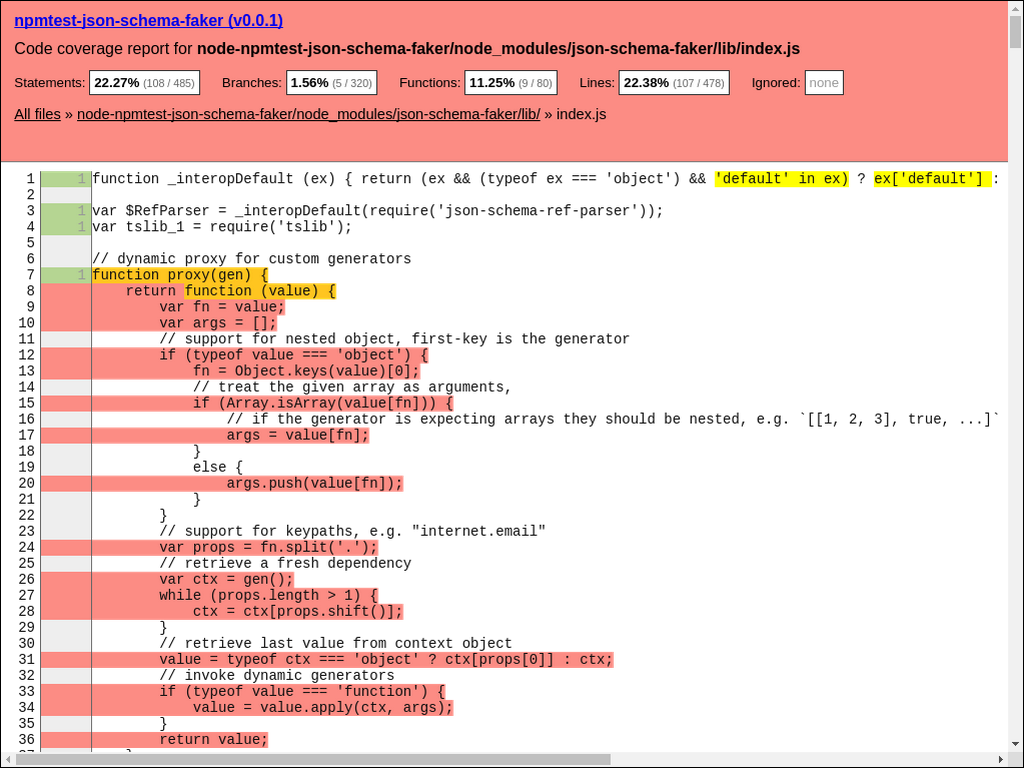 npmtest-json-schema-faker (v0.0.1)
Code coverage report for node-npmtest-json-schema-faker/node_modules/json-schema-faker/lib/index.js
Statements: 22.27% (108 / 485) Branches: 1.56% (5 / 320) Functions: 11.25% (9 / 80) Lines: 22.38% (107 / 478) Ignored: none
All files » node-npmtest-json-schema-faker/node_modules/json-schema-faker/lib/ » index.js
1 1 function _interopDefault (ex) { return (ex && (typeof ex === 'object') && 'default' in ex) ? ex['default'] :
2
3 1 var $RefParser = _interopDefault(require('json-schema-ref-parser'));
4 1 var tslib_1 = require('tslib');
5
6 // dynamic proxy for custom generators
7 1 function proxy(gen) {
8 return function (value) {
9 var fn = value;
10 var args = [];
11 // support for nested object, first-key is the generator
12 if (typeof value === 'object') {
13 fn = Object.keys(value)[0];
14 // treat the given array as arguments,
15 if (Array.isArray(value[fn])) {
16 // if the generator is expecting arrays they should be nested, e.g. `[[1, 2, 3], true, ...]`
17 args = value[fn];
18 }
19 else {
20 args.push(value[fn]);
21 }
22 }
23 // support for keypaths, e.g. "internet.email"
24 var props = fn.split('.');
25 // retrieve a fresh dependency
26 var ctx = gen();
27 while (props.length > 1) {
28 ctx = ctx[props.shift()];
29 }
30 // retrieve last value from context object
31 value = typeof ctx === 'object' ? ctx[props[0]] : ctx;
32 // invoke dynamic generators
33 if (typeof value === 'function') {
34 value = value.apply(ctx, args);
35 }
36 return value;